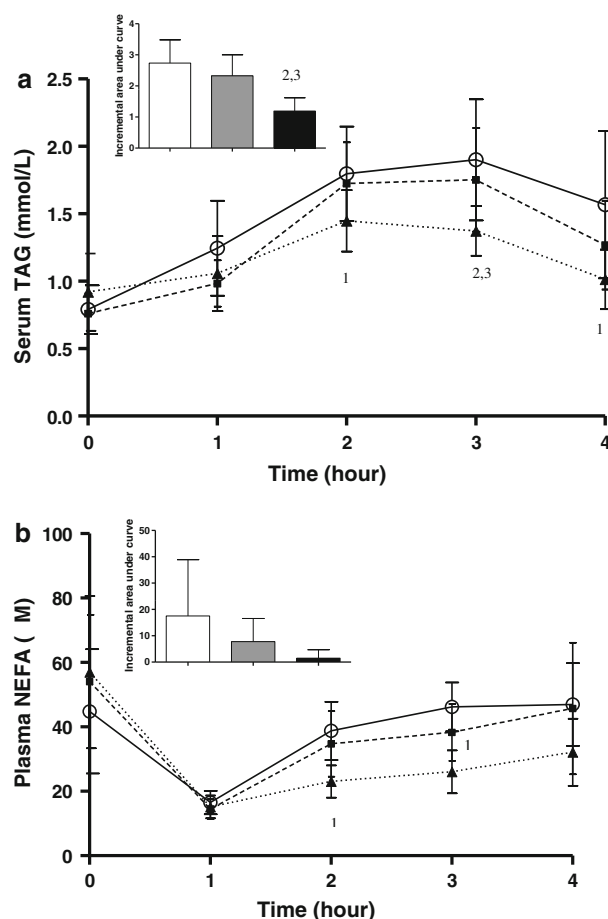 a
Incremental area under curve
4
3
2
1
0
2,3
Serum TAG (mmol/L)
2.5
2.0
1.5
1.0
0.5
0.0
1
2,3
1
0 1 2 3 4
Time (hour)
b
Incremental area under curve
50
40
30
20
10
0
Plasma NEFA ( M)
100
80
60
40
20
0
1
1
0 1 2 3 4
Time (hour)